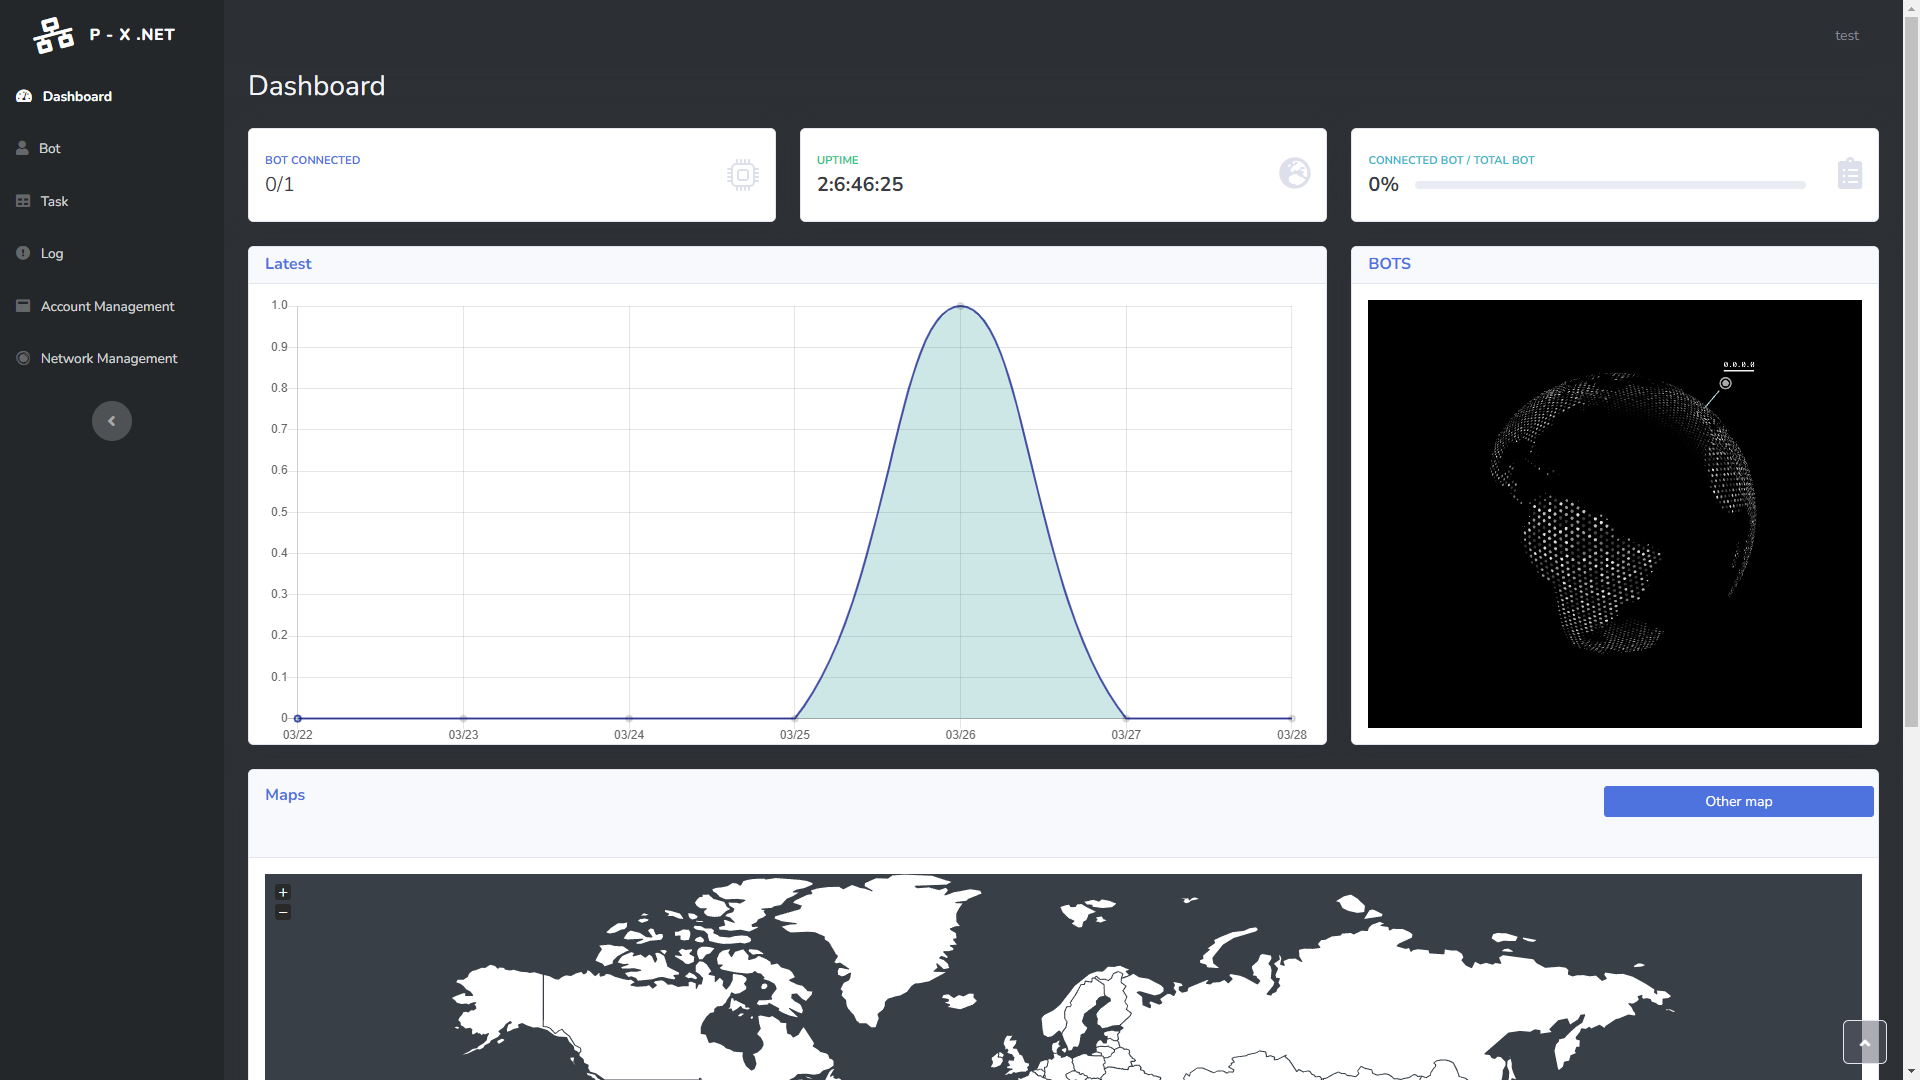 P - X .NET
test
Dashboard
Bot
Task
Log
Account Management
Network Management
Dashboard
BOT CONNECTED
0/1
UPTIME
2:6:46:25
CONNECTED BOT / TOTAL BOT
0%
Latest
1.0
0.9
0.8
0.7
0.6
0.5
0.4
0.3
0.2
0.1
0
03/22 03/23 03/24 03/25 03/26 03/27 03/28
BOTS
0.0.0.0
Maps
Other map
+
−